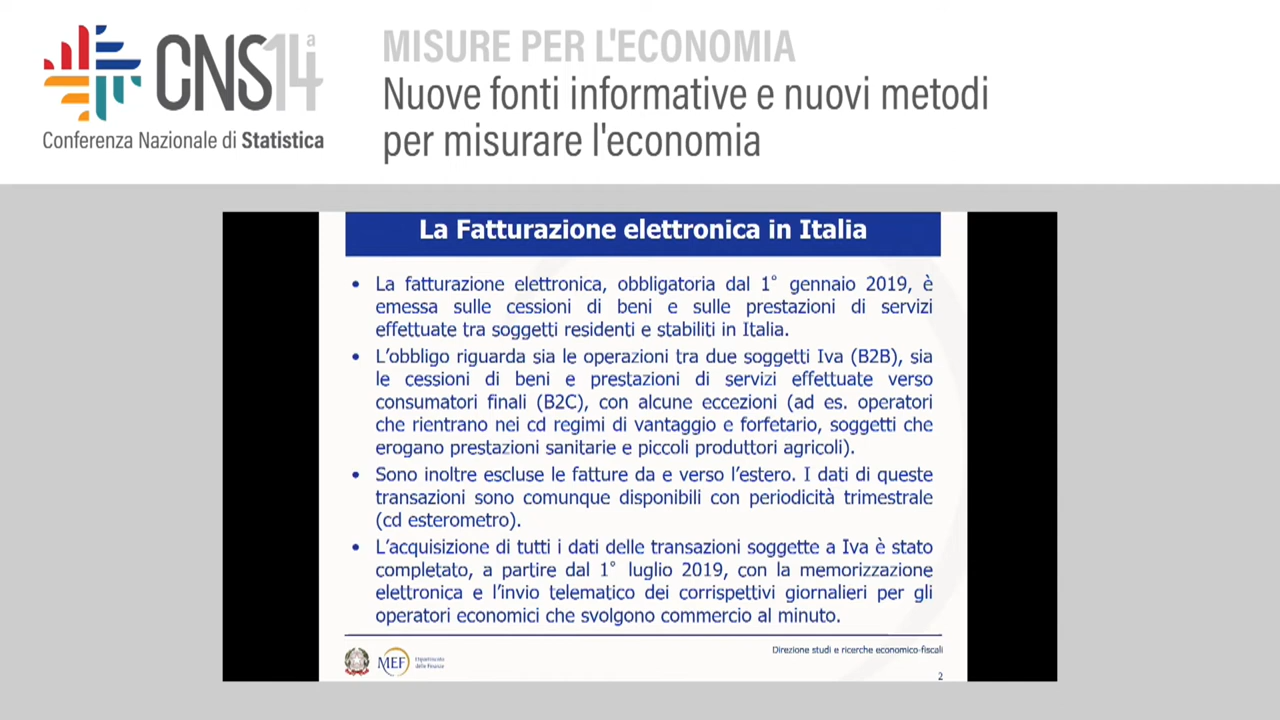 CNS14a
Conferenza Nazionale di Statistica
MISURE PER L'ECONOMIA
Nuove fonti informative e nuovi metodi
per misurare l'economia
La Fatturazione elettronica in Italia
• La fatturazione elettronica, obbligatoria dal 1° gennaio 2019, è
emessa sulle cessioni di beni e sulle prestazioni di servizi
effettuate tra soggetti residenti e stabiliti in Italia.
• L’obbligo riguarda sia le operazioni tra due soggetti Iva (B2B), sia
le cessioni di beni e prestazioni di servizi effettuate verso
consumatori finali (B2C), con alcune eccezioni (ad es. operatori
che rientrano nei cd regimi di vantaggio e forfetario, soggetti che
erogano prestazioni sanitarie e piccoli produttori agricoli).
• Sono inoltre escluse le fatture da e verso l’estero. I dati di queste
transazioni sono comunque disponibili con periodicità trimestrale
(cd esterometro).
• L’acquisizione di tutti i dati delle transazioni soggette a Iva è stato
completato, a partire dal 1° luglio 2019, con la memorizzazione
elettronica e l’invio telematico dei corrispettivi giornalieri per gli
operatori economici che svolgono commercio al minuto.
MEF
Dipartimento
delle Finanze
Direzione studi e ricerche economico-fiscali
2